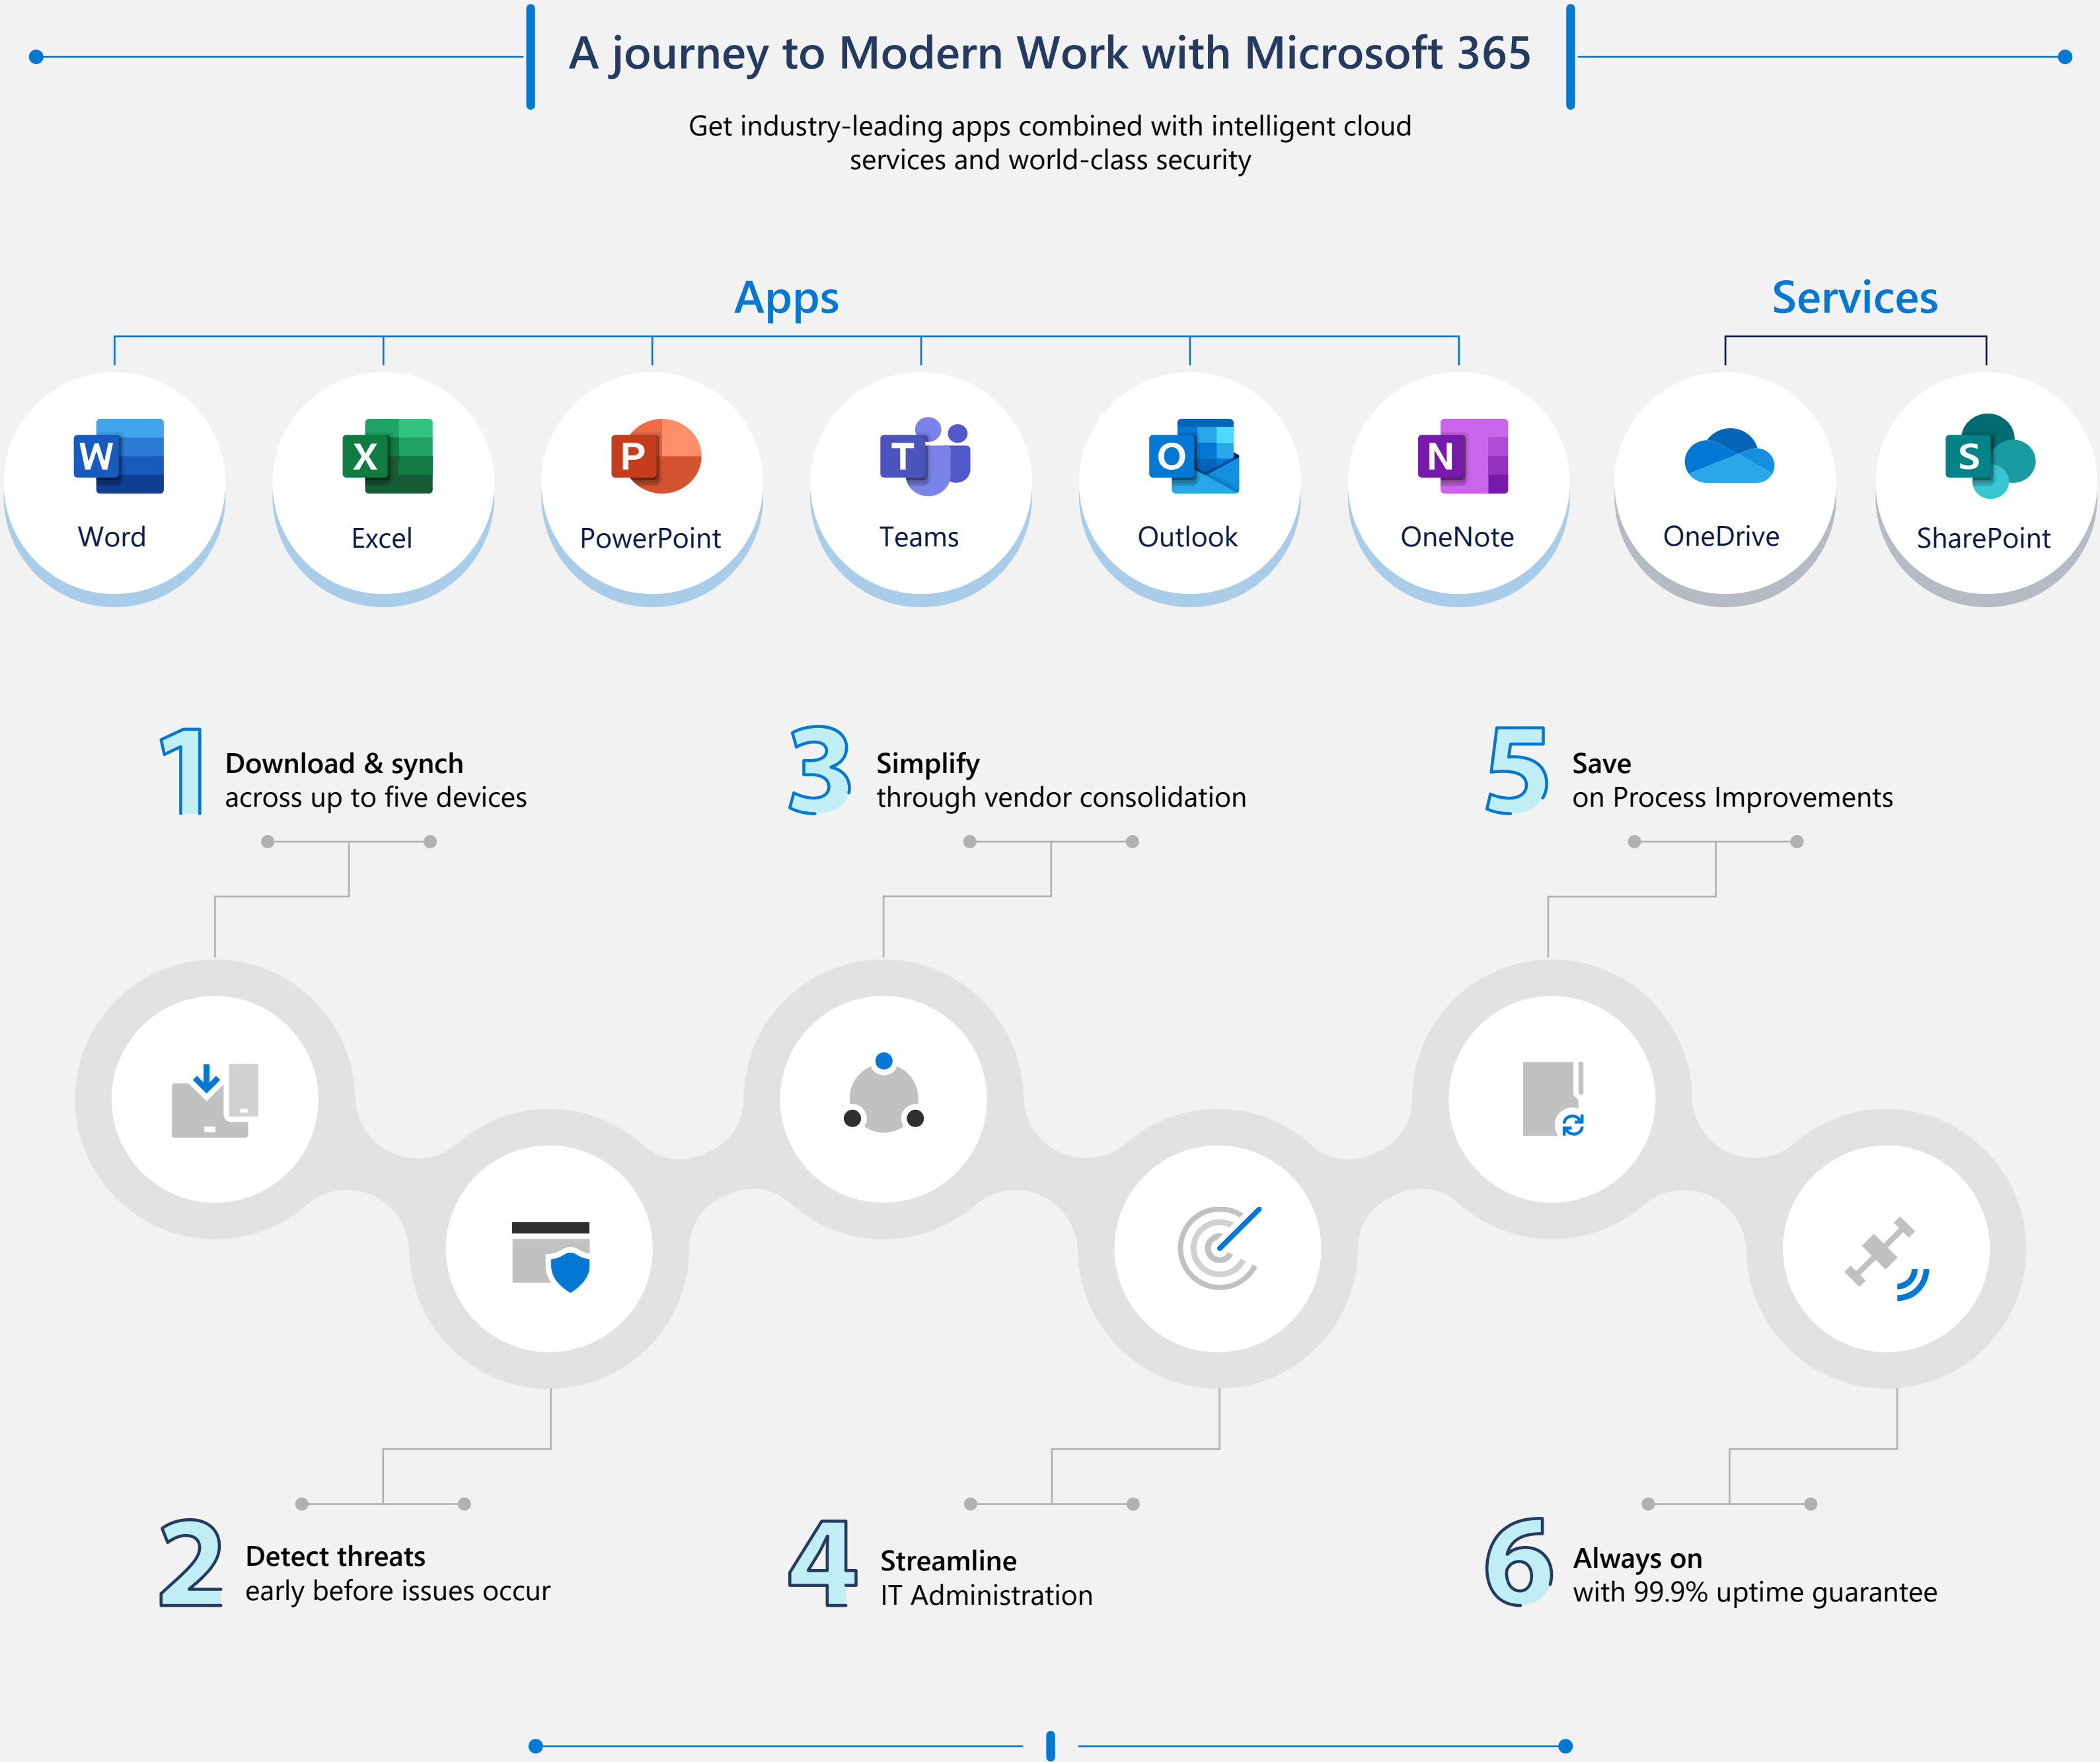 A journey to Modern Work with Microsoft 365
Get industry-leading apps combined with intelligent cloud
services and world-class security
Apps
Services
W
X
P
T
O
N
S
Word
Excel
PowerPoint
Teams
Outlook
OneNote
OneDrive
SharePoint
1
Download & synch
across up to five devices
3
Simplify
through vendor consolidation
5
Save
on Process Improvements
2
Detect threats
early before issues occur
4
Streamline
IT Administration
6
Always on
with 99.9% uptime guarantee